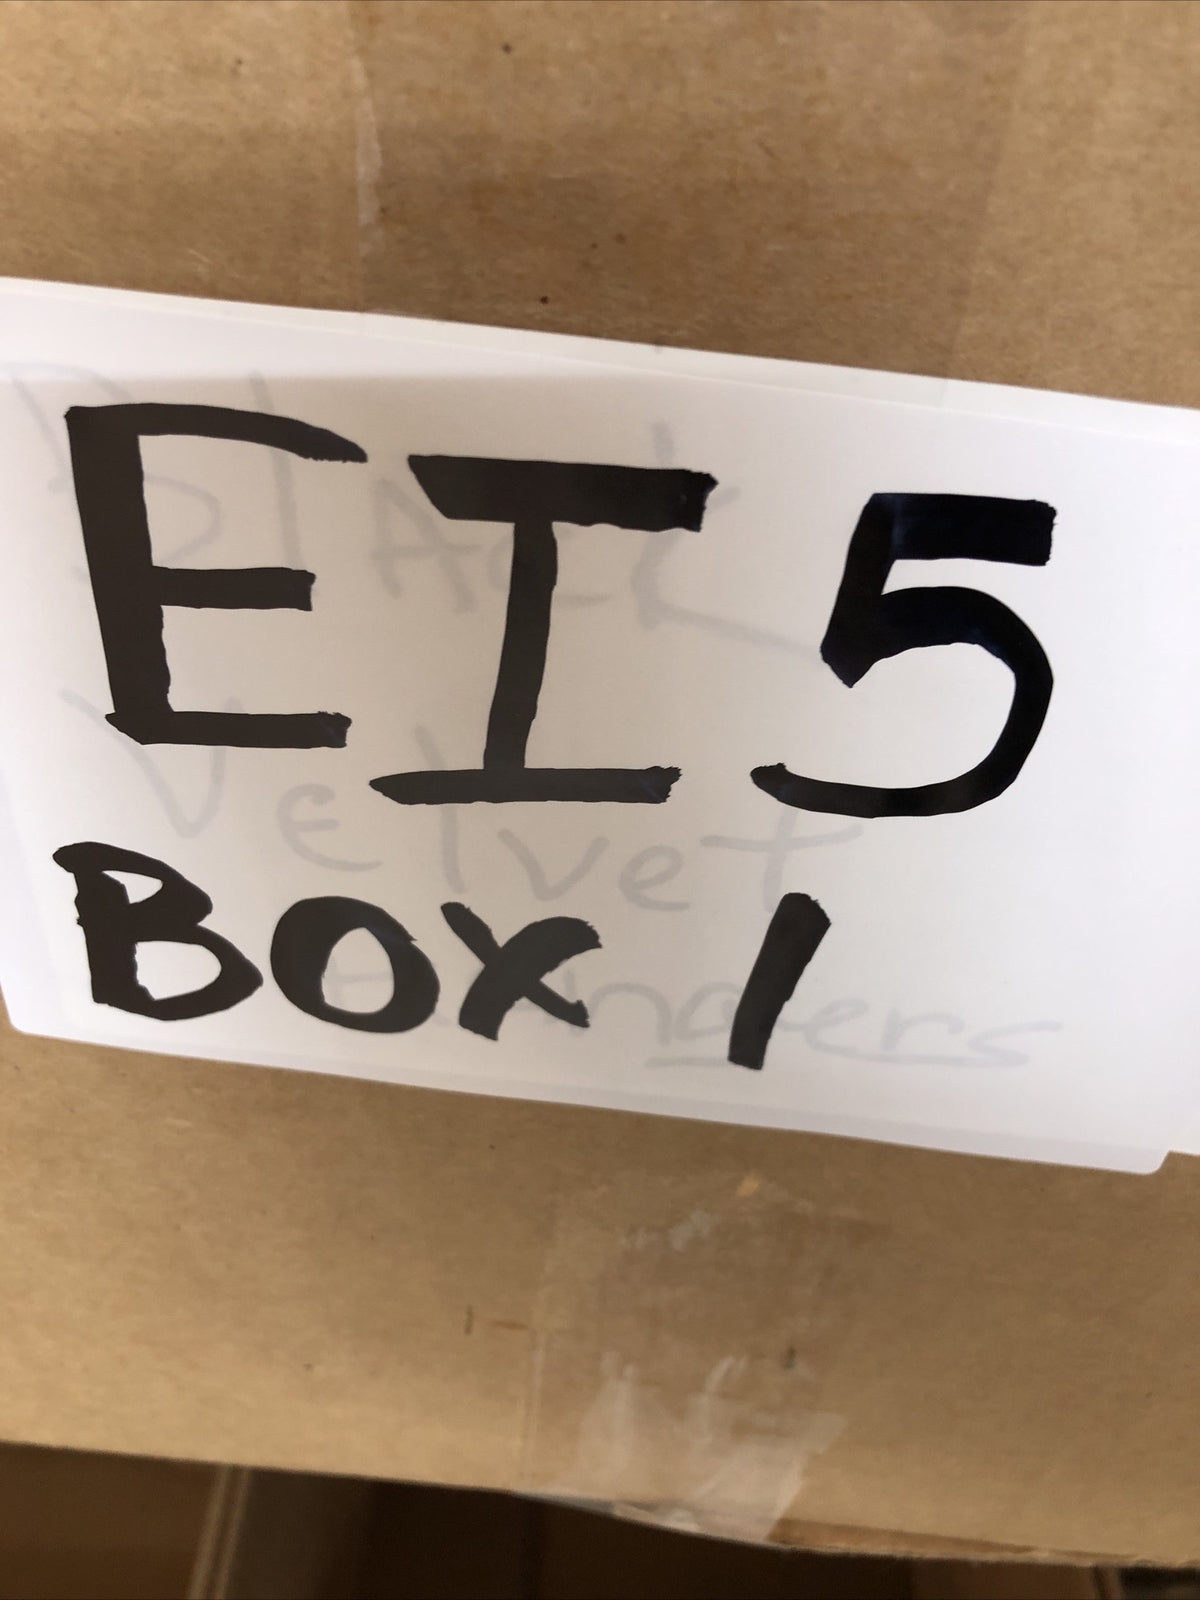 EI 5
BOX 1
Black
Velvet
Hangers